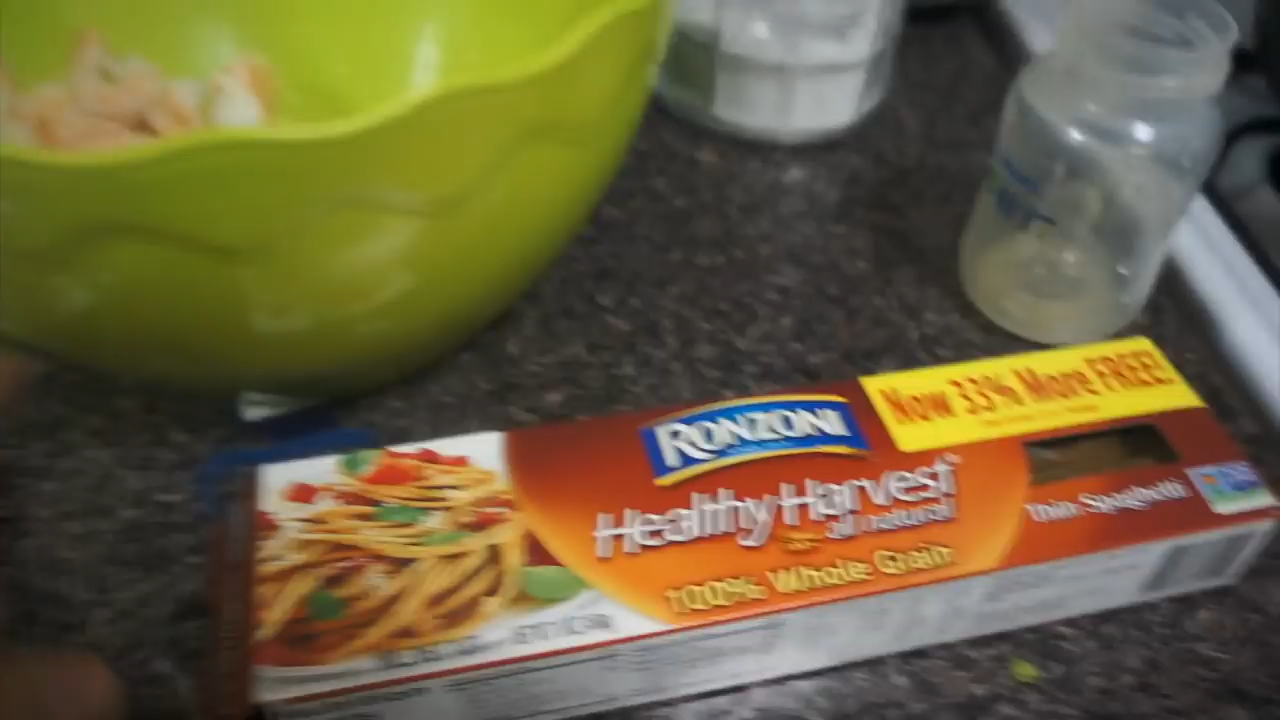 Now 33% More FREE!
RONZONI
Healthy Harvest
all natural
100% Whole Grain
Thin Spaghetti